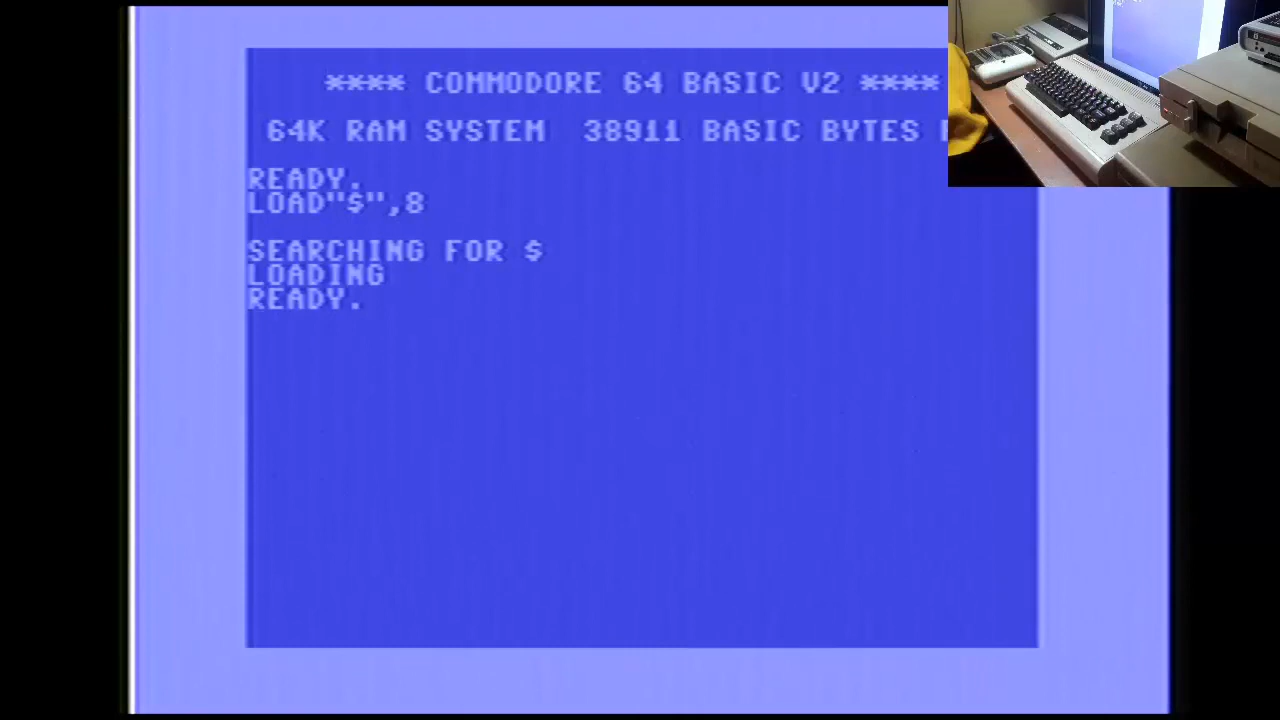 **** COMMODORE 64 BASIC V2 ****
64K RAM SYSTEM  38911 BASIC BYTES
READY.
LOAD"$",8
SEARCHING FOR $
LOADING
READY.